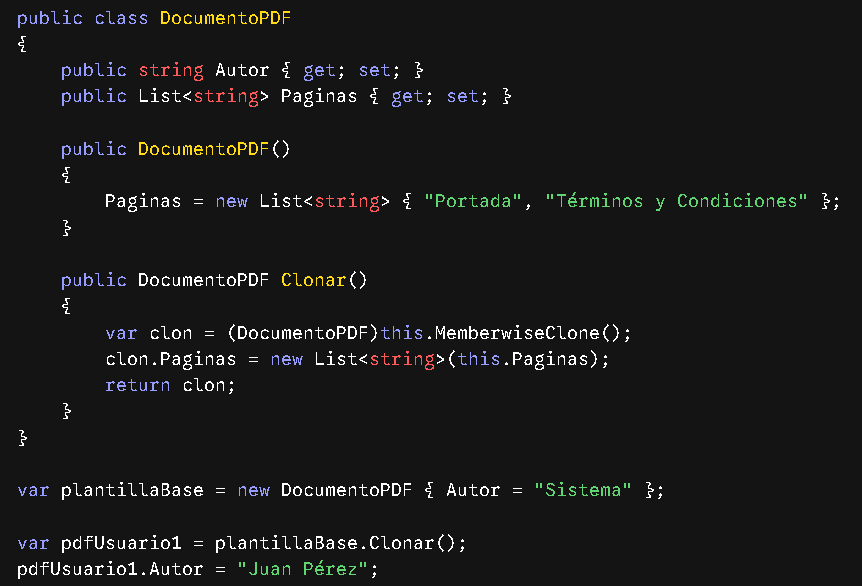 public class DocumentoPDF
{
    public string Autor { get; set; }
    public List<string> Paginas { get; set; }

    public DocumentoPDF()
    {
        Paginas = new List<string> { "Portada", "Términos y Condiciones" };
    }

    public DocumentoPDF Clonar()
    {
        var clon = (DocumentoPDF)this.MemberwiseClone();
        clon.Paginas = new List<string>(this.Paginas);
        return clon;
    }
}

var plantillaBase = new DocumentoPDF { Autor = "Sistema" };

var pdfUsuario1 = plantillaBase.Clonar();
pdfUsuario1.Autor = "Juan Pérez";